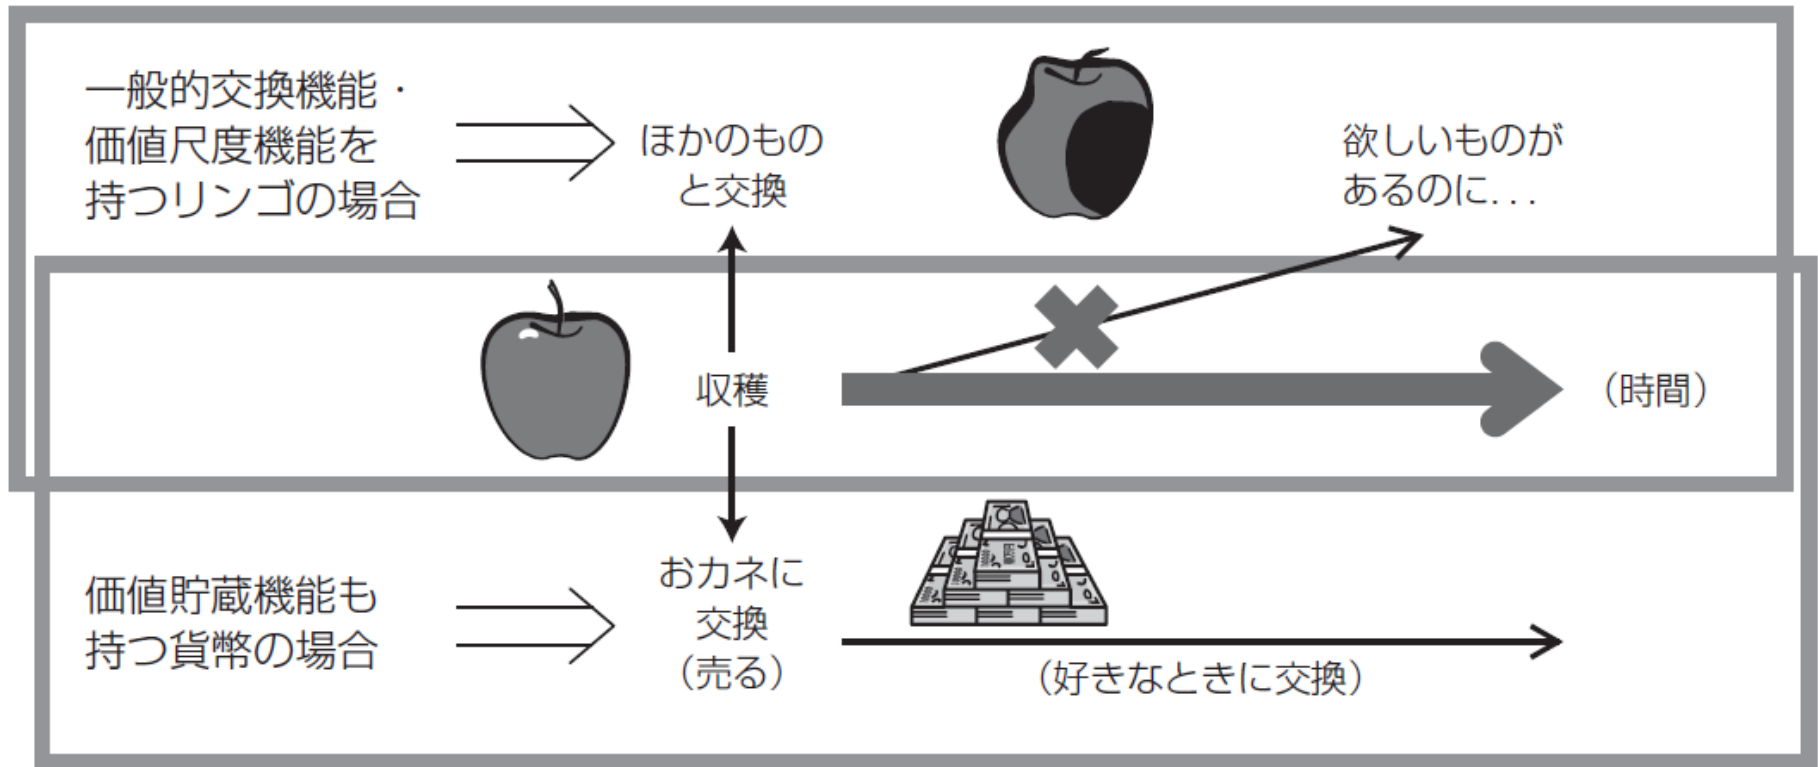 一般的交換機能・
価値尺度機能を
持つリンゴの場合
ほかのもの
と交換
欲しいものが
あるのに...
収穫
（時間）
価値貯蔵機能も
持つ貨幣の場合
おカネに
交換
（売る）
（好きなときに交換）